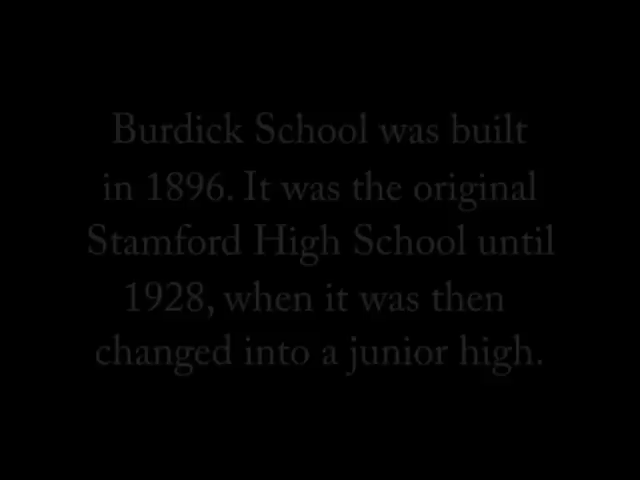 Burdick School was built
in 1896. It was the original
Stamford High School until
1928, when it was then
changed into a junior high.